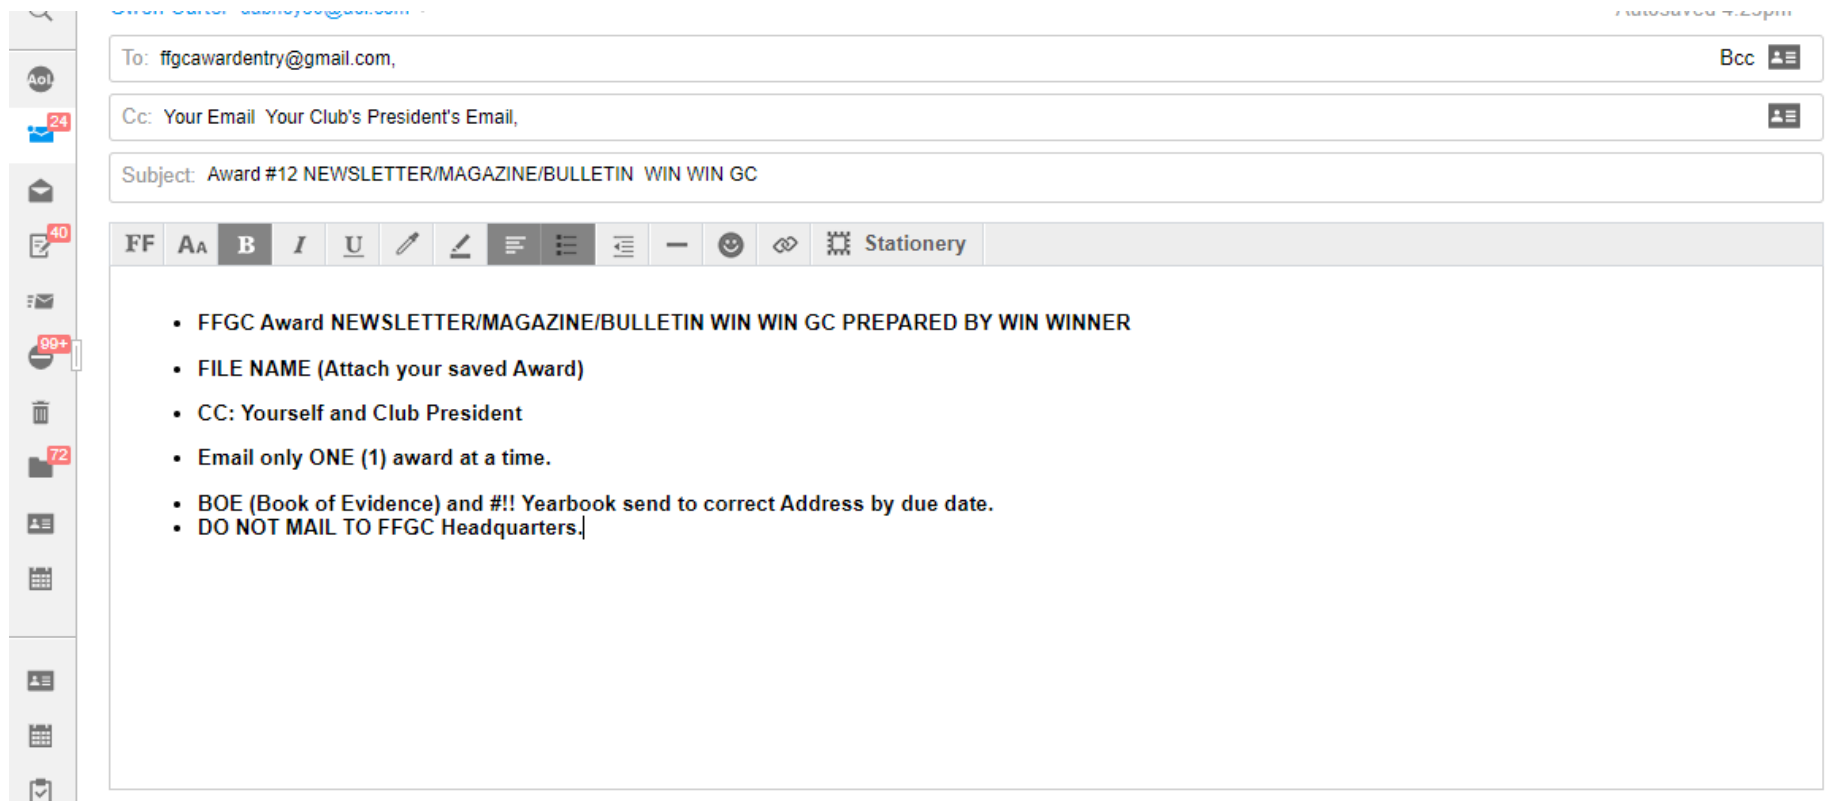 To: ffgcawardentry@gmail.com,
Bcc
Cc: Your Email  Your Club's President's Email,
Subject: Award #12 NEWSLETTER/MAGAZINE/BULLETIN  WIN WIN GC
Aol.
24
40
99+
72
FF AA B I U Stationery
• FFGC Award NEWSLETTER/MAGAZINE/BULLETIN WIN WIN GC PREPARED BY WIN WINNER
• FILE NAME (Attach your saved Award)
• CC: Yourself and Club President
• Email only ONE (1) award at a time.
• BOE (Book of Evidence) and #!! Yearbook send to correct Address by due date.
• DO NOT MAIL TO FFGC Headquarters.